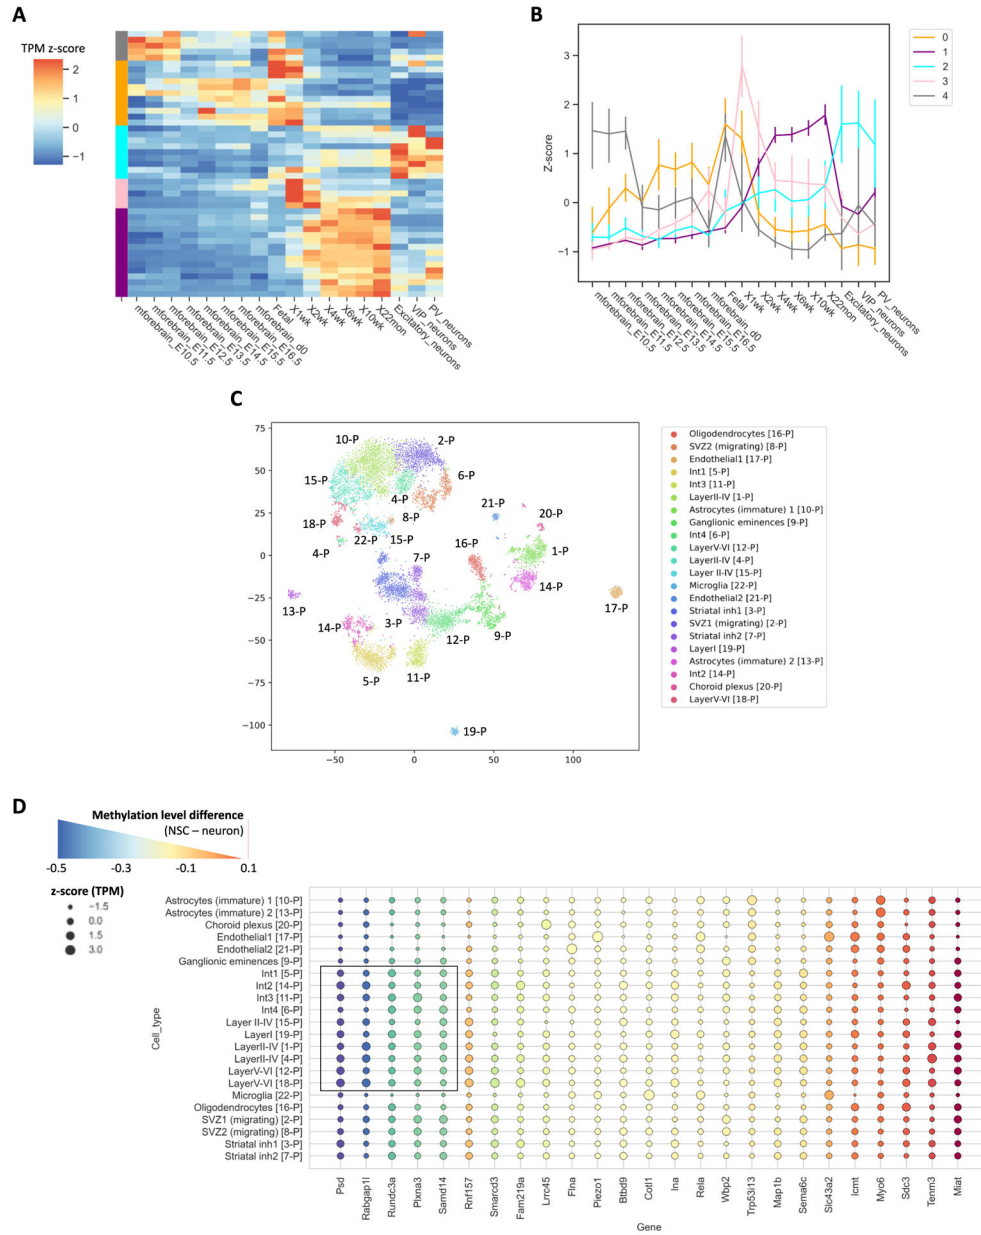 A
TPM z-score
2
1
0
−1
mforebrain_E10.5
mforebrain_E11.5
mforebrain_E12.5
mforebrain_E13.5
mforebrain_E14.5
mforebrain_E15.5
mforebrain_E16.5
mforebrain_d0
Fetal
X1wk
X2wk
X4wk
X6wk
X10wk
X22mon
Excitatory_neurons
VIP_neurons
PV_neurons
B
Z-score
3
2
1
0
−1
0
1
2
3
4
mforebrain_E10.5
mforebrain_E11.5
mforebrain_E12.5
mforebrain_E13.5
mforebrain_E14.5
mforebrain_E15.5
mforebrain_E16.5
mforebrain_d0
Fetal
X1wk
X2wk
X4wk
X6wk
X10wk
X22mon
Excitatory_neurons
VIP_neurons
PV_neurons
C
75
50
25
0
−25
−50
−75
−100
−50
0
50
100
10-P
2-P
15-P
6-P
4-P
18-P
8-P
21-P
20-P
22-P
15-P
4-P
7-P
16-P
1-P
14-P
13-P
17-P
3-P
14-P
12-P
9-P
5-P
11-P
19-P
Oligodendrocytes [16-P]
SVZ2 (migrating) [8-P]
Endothelial1 [17-P]
Int1 [5-P]
Int3 [11-P]
LayerII-IV [1-P]
Astrocytes (immature) 1 [10-P]
Ganglionic eminences [9-P]
Int4 [6-P]
LayerV-VI [12-P]
LayerII-IV [4-P]
Layer II-IV [15-P]
Microglia [22-P]
Endothelial2 [21-P]
Striatal inh1 [3-P]
SVZ1 (migrating) [2-P]
Striatal inh2 [7-P]
LayerI [19-P]
Astrocytes (immature) 2 [13-P]
Int2 [14-P]
Choroid plexus [20-P]
LayerV-VI [18-P]
D
Methylation level difference
(NSC – neuron)
-0.5
-0.3
-0.1
0.1
z-score (TPM)
−1.5
0.0
1.5
3.0
Cell_type
Astrocytes (immature) 1 [10-P]
Astrocytes (immature) 2 [13-P]
Choroid plexus [20-P]
Endothelial1 [17-P]
Endothelial2 [21-P]
Ganglionic eminences [9-P]
Int1 [5-P]
Int2 [14-P]
Int3 [11-P]
Int4 [6-P]
Layer II-IV [15-P]
LayerI [19-P]
LayerII-IV [1-P]
LayerII-IV [4-P]
LayerV-VI [12-P]
LayerV-VI [18-P]
Microglia [22-P]
Oligodendrocytes [16-P]
SVZ1 (migrating) [2-P]
SVZ2 (migrating) [8-P]
Striatal inh1 [3-P]
Striatal inh2 [7-P]
Psd
Rabgap1l
Rundc3a
Plxna3
Samd14
Rnf157
Smarcd3
Fam219a
Lrrc45
Flna
Piezo1
Btbd9
Cotl1
Ina
Rela
Wbp2
Trp53i13
Map1b
Sema6c
Slc43a2
Icmt
Myo6
Sdc3
Tenm3
Miat
Gene